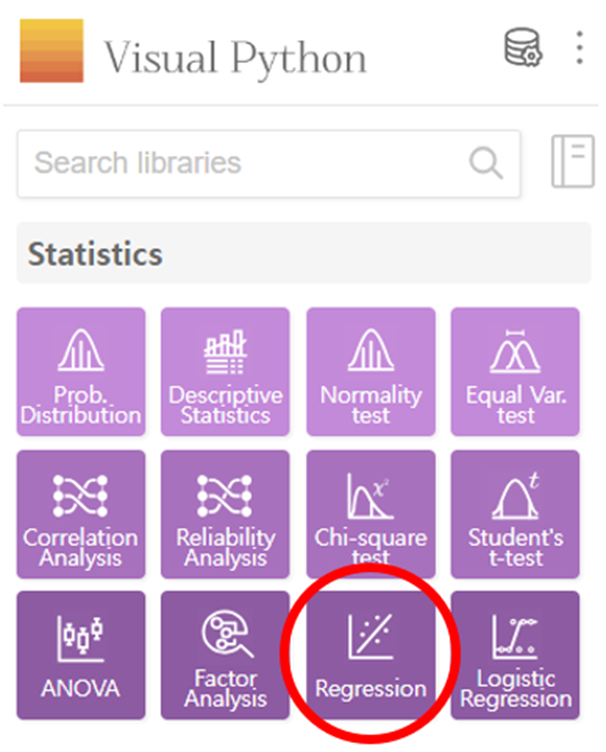 Visual Python
Search libraries
Statistics
Prob.
Distribution
Descriptive
Statistics
Normality
test
Equal Var.
test
Correlation
Analysis
Reliability
Analysis
χ²
Chi-square
test
t
Student's
t-test
ANOVA
Factor
Analysis
Regression
Logistic
Regression